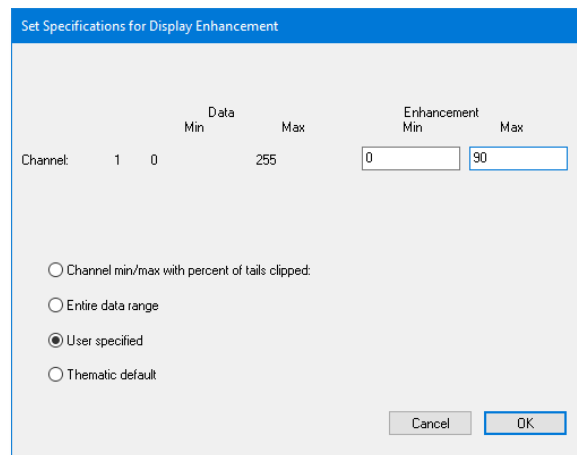 Set Specifications for Display Enhancement
Data Enhancement
Min Max Min Max
Channel: 1 0 255 0 90
Channel min/max with percent of tails clipped:
Entire data range
User specified
Thematic default
Cancel OK